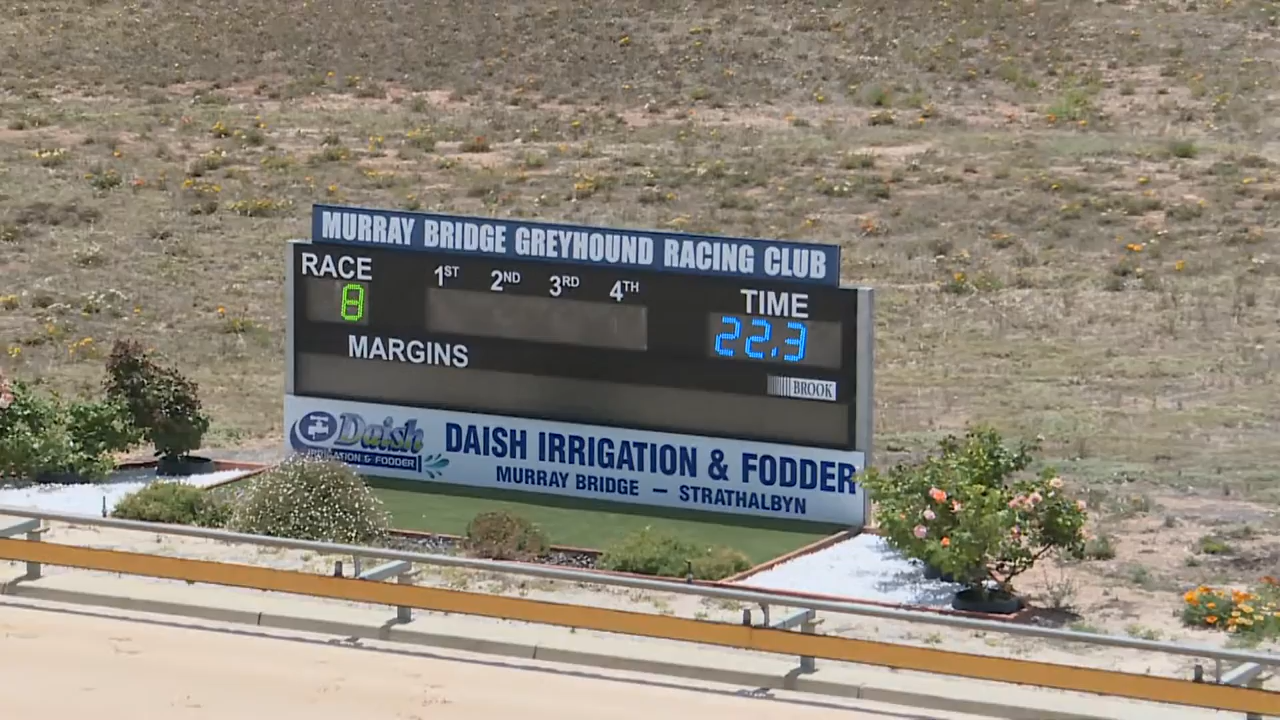 MURRAY BRIDGE GREYHOUND RACING CLUB
RACE 1ST 2ND 3RD 4TH TIME
8 22.3
MARGINS
BROOK
Daish
IRRIGATION & FODDER
DAISH IRRIGATION & FODDER
MURRAY BRIDGE — STRATHALBYN